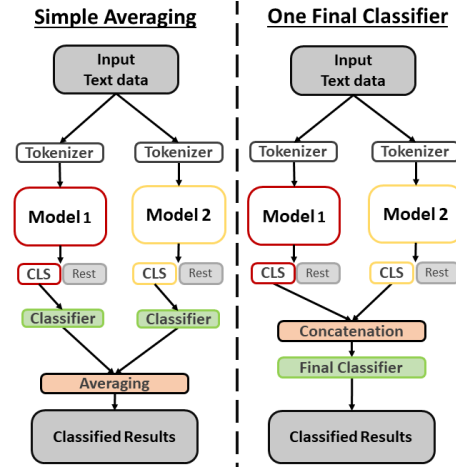 Simple Averaging
Input
Text data
Tokenizer
Tokenizer
Model 1
Model 2
CLS
Rest
CLS
Rest
Classifier
Classifier
Averaging
Classified Results
One Final Classifier
Input
Text data
Tokenizer
Tokenizer
Model 1
Model 2
CLS
Rest
CLS
Rest
Concatenation
Final Classifier
Classified Results